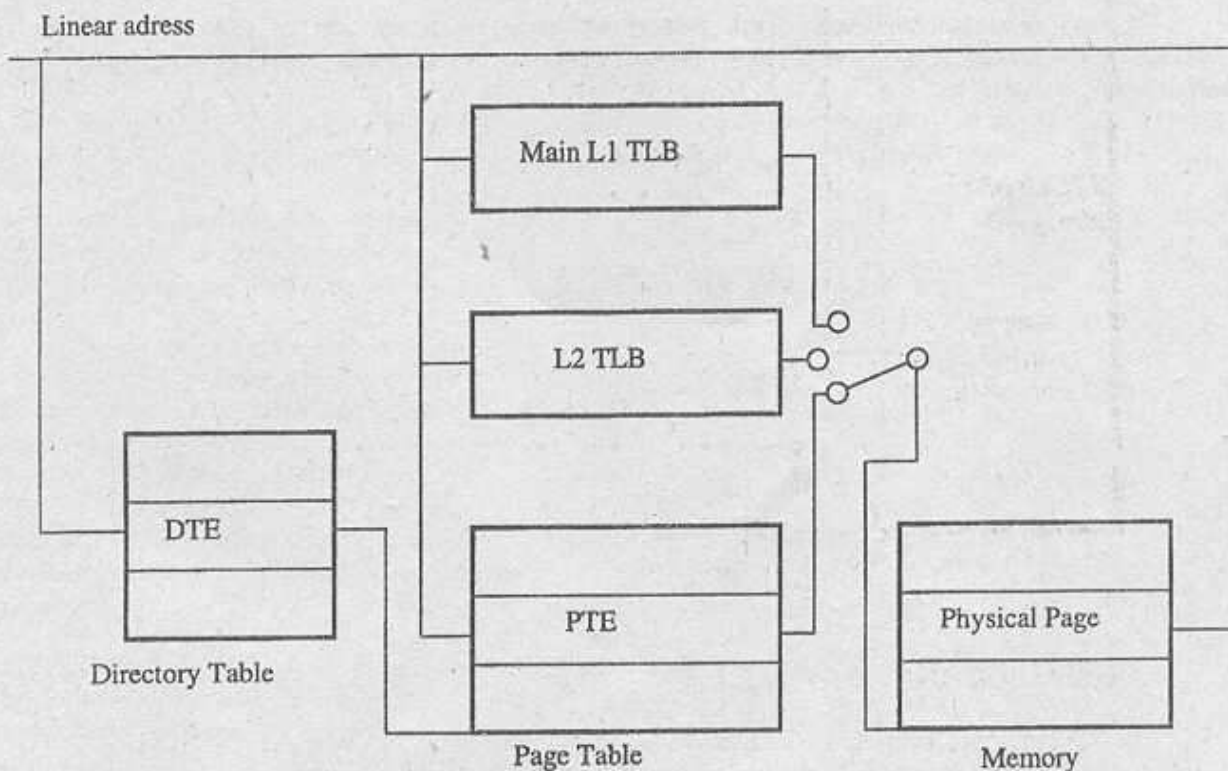 Linear adress
Main L1 TLB
L2 TLB
DTE
PTE
Physical Page
Directory Table
Page Table
Memory